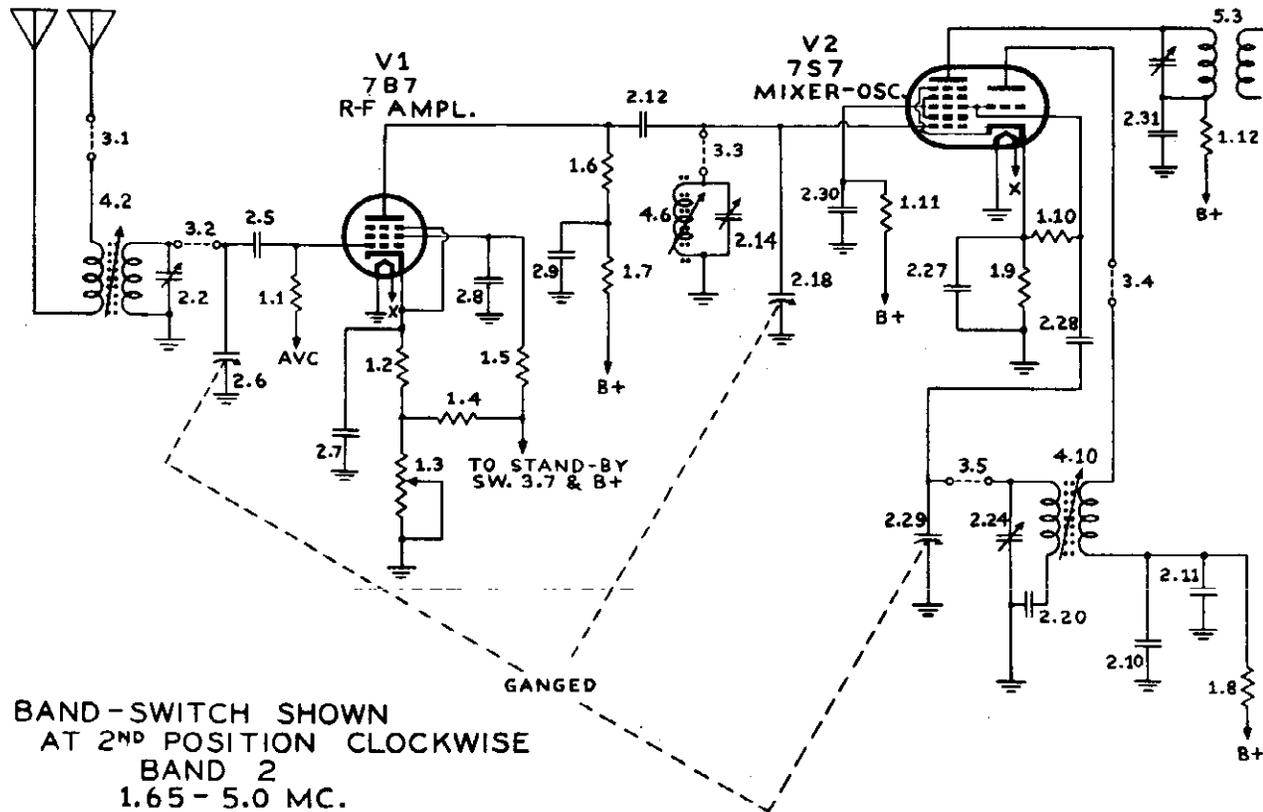 5.3
V1
7B7
R-F AMPL.
V2
7S7
MIXER-OSC.
2.12
2.31
1.12
B+
3.1
3.3
1.6
X
4.2
3.2
2.5
4.6
2.14
2.30
1.11
1.10
2.2
1.1
2.8
2.9
1.7
2.18
2.27
1.9
3.4
X
B+
2.28
AVC
1.2
1.5
B+
2.6
1.4
2.7
1.3
TO STAND-BY
SW. 3.7 & B+
3.5
4.10
2.29
2.24
2.11
2.20
2.10
1.8
GANGED
B+
BAND-SWITCH SHOWN
AT 2ND POSITION CLOCKWISE
BAND 2
1.65-5.0 MC.